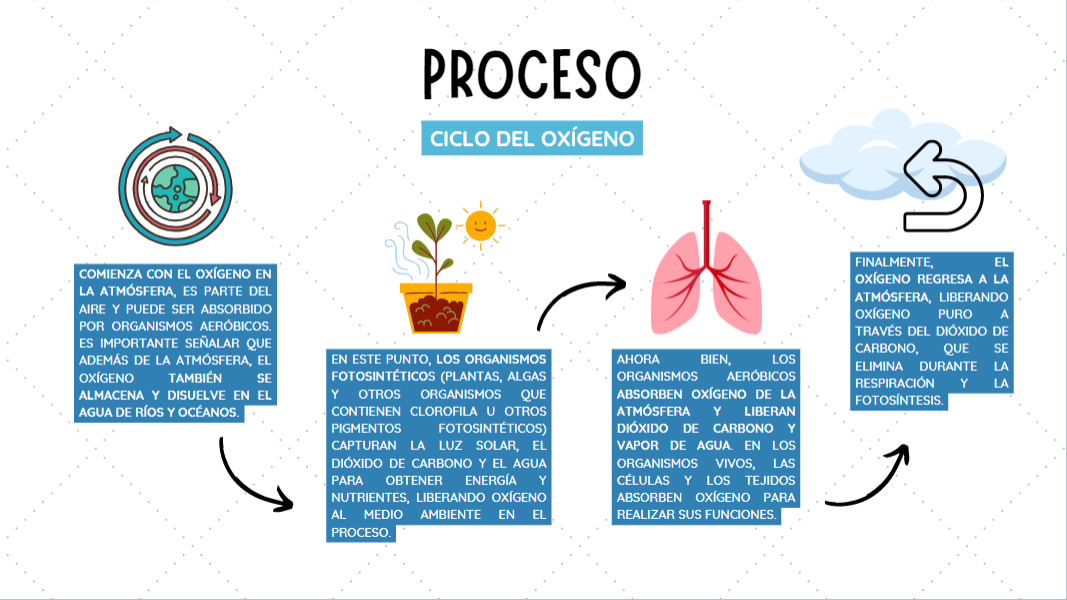 PROCESO
CICLO DEL OXÍGENO
COMIENZA CON EL OXÍGENO EN
LA ATMÓSFERA, ES PARTE DEL
AIRE Y PUEDE SER ABSORBIDO
POR ORGANISMOS AERÓBICOS.
ES IMPORTANTE SEÑALAR QUE
ADEMÁS DE LA ATMÓSFERA, EL
OXÍGENO TAMBIÉN SE
ALMACENA Y DISUELVE EN EL
AGUA DE RÍOS Y OCÉANOS.
EN ESTE PUNTO, LOS ORGANISMOS
FOTOSINTÉTICOS (PLANTAS, ALGAS
Y OTROS ORGANISMOS QUE
CONTIENEN CLOROFILA U OTROS
PIGMENTOS FOTOSINTÉTICOS)
CAPTURAN LA LUZ SOLAR, EL
DIÓXIDO DE CARBONO Y EL AGUA
PARA OBTENER ENERGÍA Y
NUTRIENTES, LIBERANDO OXÍGENO
AL MEDIO AMBIENTE EN EL
PROCESO.
AHORA BIEN, LOS
ORGANISMOS AERÓBICOS
ABSORBEN OXÍGENO DE LA
ATMÓSFERA Y LIBERAN
DIÓXIDO DE CARBONO Y
VAPOR DE AGUA. EN LOS
ORGANISMOS VIVOS, LAS
CÉLULAS Y LOS TEJIDOS
ABSORBEN OXÍGENO PARA
REALIZAR SUS FUNCIONES.
FINALMENTE, EL
OXÍGENO REGRESA A LA
ATMÓSFERA, LIBERANDO
OXÍGENO PURO A
TRAVÉS DEL DIÓXIDO DE
CARBONO, QUE SE
ELIMINA DURANTE LA
RESPIRACIÓN Y LA
FOTOSÍNTESIS.